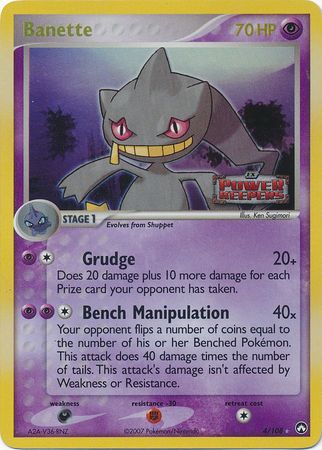 Banette
70 HP
EX
POWER
KEEPERS
Illus. Ken Sugimori
STAGE 1
Evolves from Shuppet
Grudge 20+
Does 20 damage plus 10 more damage for each
Prize card your opponent has taken.
Bench Manipulation 40x
Your opponent flips a number of coins equal to
the number of his or her Benched Pokémon.
This attack does 40 damage times the number
of tails. This attack's damage isn't affected by
Weakness or Resistance.
weakness resistance -30 retreat cost
©2007 Pokémon/Nintendo 4/108